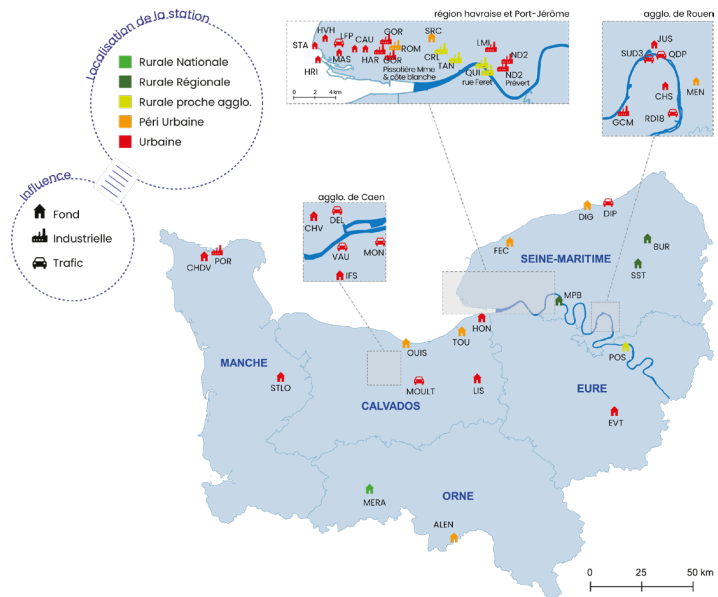 Localisation de la station
Rurale Nationale
Rurale Régionale
Rurale proche agglo.
Péri Urbaine
Urbaine
Influence
Fond
Industrielle
Trafic
région havraise et Port-Jérôme
HVH
LFP
CAU
GOR
SRC
STA
ROM
LMI
MAS
HAR
GOR
CRL
TAN
ND2
HRI
Pissotière Mme
& côte blanche
QUI
rue Feret
ND2
Prévert
0 2 4 km
agglo. de Rouen
JUS
SUD3
QDP
CHS
MEN
GCM
RD18
agglo. de Caen
CHV
DEL
VAU
MON
IFS
DIG
DIP
FEC
SEINE-MARITIME
BUR
SST
CHDV
POR
MPB
HON
TOU
OUIS
POS
MANCHE
STLO
MOULT
LIS
EURE
CALVADOS
EVT
MERA
ORNE
ALEN
0 25 50 km